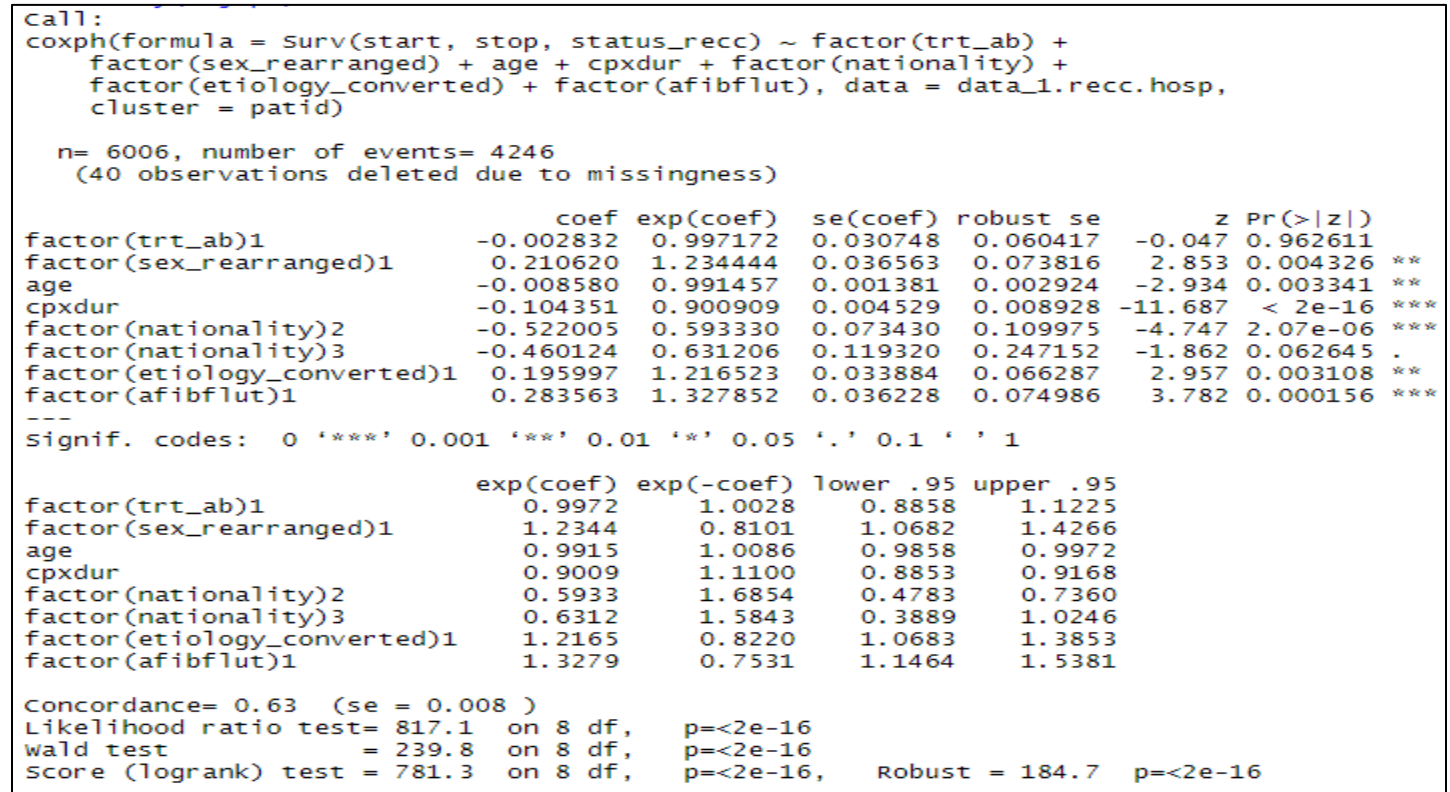 Call:
coxph(formula = Surv(start, stop, status_recc) ~ factor(trt_ab) +
    factor(sex_rearranged) + age + cpxdur + factor(nationality) +
    factor(etiology_converted) + factor(afibflut), data = data_1.recc.hosp,
    cluster = patid)
  n= 6006, number of events= 4246
   (40 observations deleted due to missingness)
                                coef exp(coef)  se(coef) robust se       z Pr(>|z|)
factor(trt_ab)1            -0.002832  0.997172  0.030748  0.060417  -0.047 0.962611
factor(sex_rearranged)1     0.210620  1.234444  0.036563  0.073816   2.853 0.004326 **
age                        -0.008580  0.991457  0.001381  0.002924  -2.934 0.003341 **
cpxdur                     -0.104351  0.900909  0.004529  0.008928 -11.687  < 2e-16 ***
factor(nationality)2       -0.522005  0.593330  0.073430  0.109975  -4.747 2.07e-06 ***
factor(nationality)3       -0.460124  0.631206  0.119320  0.247152  -1.862 0.062645 .
factor(etiology_converted)1  0.195997  1.216523  0.033884  0.066287   2.957 0.003108 **
factor(afibflut)1           0.283563  1.327852  0.036228  0.074986   3.782 0.000156 ***
---
Signif. codes:  0 ‘***’ 0.001 ‘**’ 0.01 ‘*’ 0.05 ‘.’ 0.1 ‘ ’ 1
                            exp(coef) exp(-coef) lower .95 upper .95
factor(trt_ab)1                0.9972     1.0028    0.8858    1.1225
factor(sex_rearranged)1        1.2344     0.8101    1.0682    1.4266
age                            0.9915     1.0086    0.9858    0.9972
cpxdur                         0.9009     1.1100    0.8853    0.9168
factor(nationality)2           0.5933     1.6854    0.4783    0.7360
factor(nationality)3           0.6312     1.5843    0.3889    1.0246
factor(etiology_converted)1    1.2165     0.8220    1.0683    1.3853
factor(afibflut)1              1.3279     0.7531    1.1464    1.5381
Concordance= 0.63  (se = 0.008 )
Likelihood ratio test= 817.1  on 8 df,   p=<2e-16
Wald test            = 239.8  on 8 df,   p=<2e-16
Score (logrank) test = 781.3  on 8 df,   p=<2e-16,   Robust = 184.7  p=<2e-16